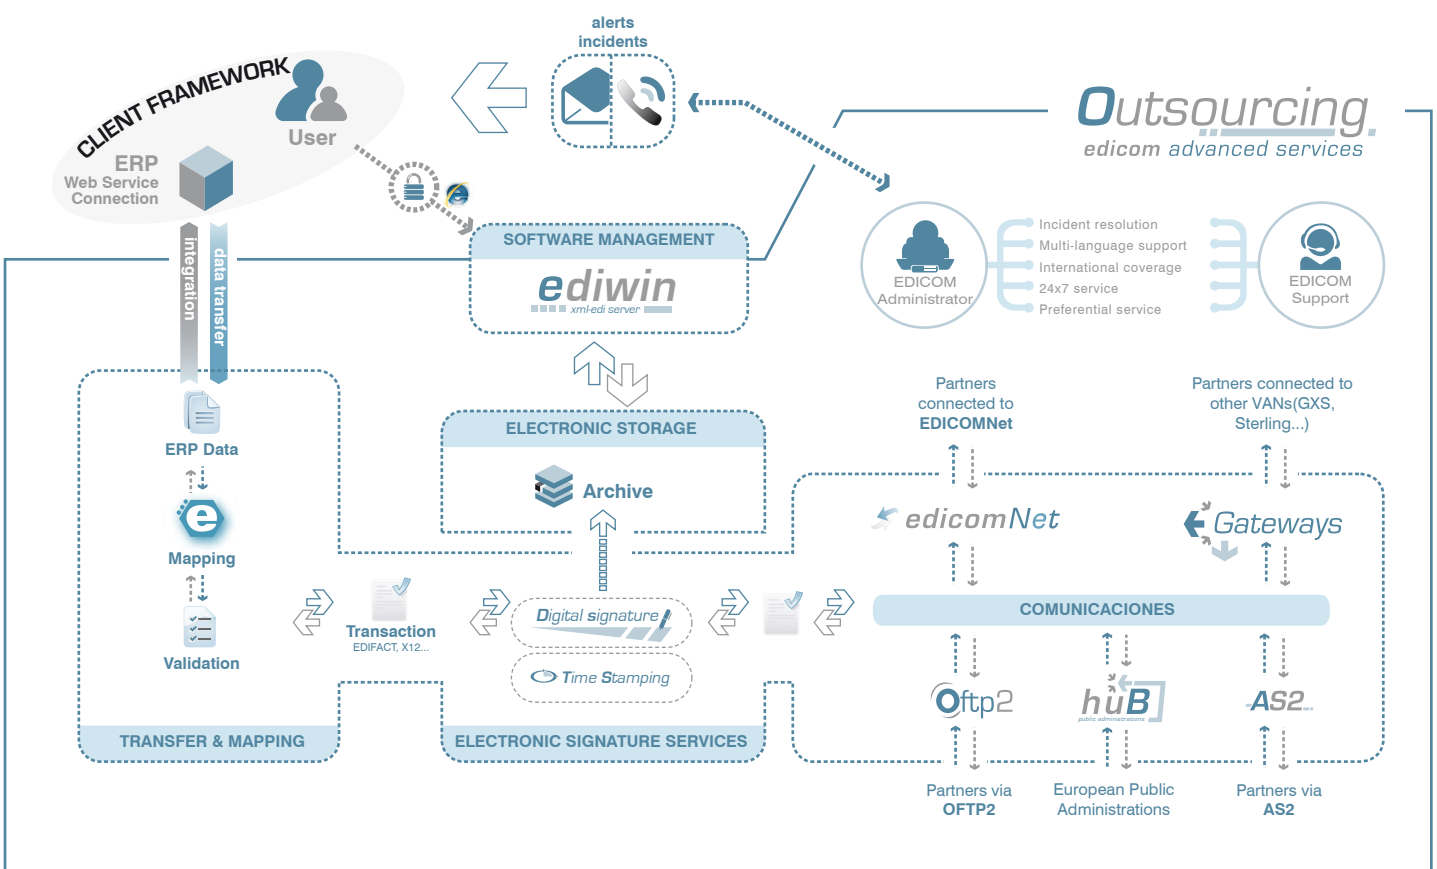 alerts
incidents
CLIENT FRAMEWORK
User
ERP
Web Service
Connection
Outsourcing
edicom advanced services
integration
data transfer
SOFTWARE MANAGEMENT
ediwin
xml-edi server
EDICOM
Administrator
Incident resolution
Multi-language support
International coverage
24x7 service
Preferential service
EDICOM
Support
ERP Data
Mapping
Validation
TRANSFER & MAPPING
ELECTRONIC STORAGE
Archive
Transaction
EDIFACT, X12...
Digital signature
Time Stamping
ELECTRONIC SIGNATURE SERVICES
Partners
connected to
EDICOMNet
Partners connected to
other VANs(GXS,
Sterling...)
edicomNet
Gateways
COMUNICACIONES
Oftp2
huB
public administrations
AS2
Partners via
OFTP2
European Public
Administrations
Partners via
AS2